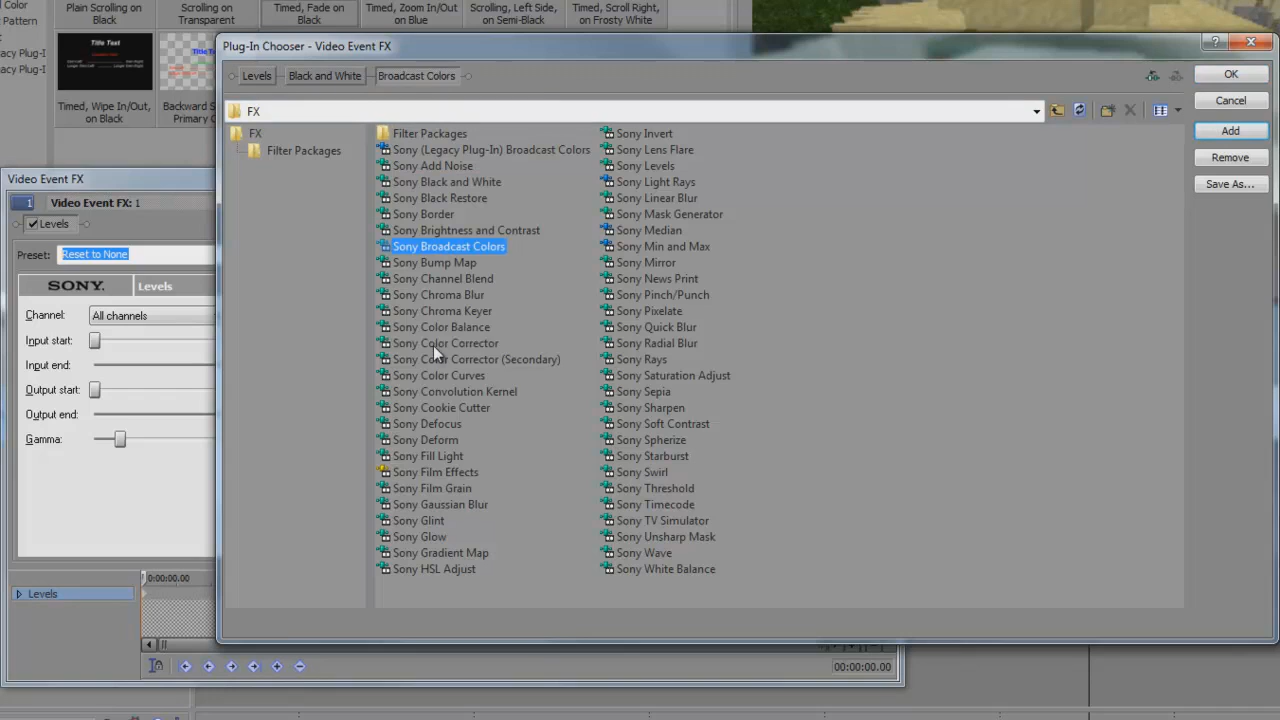 Color
Pattern
acy Plug-I
acy Plug-I
Plain Scrolling on
Black
Scrolling on
Transparent
Timed, Fade on
Black
Timed, Zoom In/Out
on Blue
Scrolling, Left Side,
on Semi-Black
Timed, Scroll Right,
on Frosty White
Title Text
Timed, Wipe In/Out,
on Black
Backward S
Primary C
Plug-In Chooser - Video Event FX
Levels
Black and White
Broadcast Colors
FX
OK
Cancel
Add
Remove
Save As...
FX
Filter Packages
Filter Packages
Sony (Legacy Plug-In) Broadcast Colors
Sony Add Noise
Sony Black and White
Sony Black Restore
Sony Border
Sony Brightness and Contrast
Sony Broadcast Colors
Sony Bump Map
Sony Channel Blend
Sony Chroma Blur
Sony Chroma Keyer
Sony Color Balance
Sony Color Corrector
Sony Color Corrector (Secondary)
Sony Color Curves
Sony Convolution Kernel
Sony Cookie Cutter
Sony Defocus
Sony Deform
Sony Fill Light
Sony Film Effects
Sony Film Grain
Sony Gaussian Blur
Sony Glint
Sony Glow
Sony Gradient Map
Sony HSL Adjust
Sony Invert
Sony Lens Flare
Sony Levels
Sony Light Rays
Sony Linear Blur
Sony Mask Generator
Sony Median
Sony Min and Max
Sony Mirror
Sony News Print
Sony Pinch/Punch
Sony Pixelate
Sony Quick Blur
Sony Radial Blur
Sony Rays
Sony Saturation Adjust
Sony Sepia
Sony Sharpen
Sony Soft Contrast
Sony Spherize
Sony Starburst
Sony Swirl
Sony Threshold
Sony Timecode
Sony TV Simulator
Sony Unsharp Mask
Sony Wave
Sony White Balance
Video Event FX
1 Video Event FX: 1
Levels
Preset: Reset to None
SONY. Levels
Channel: All channels
Input start:
Input end:
Output start:
Output end:
Gamma:
0:00:00.00
Levels
00:00:00.00